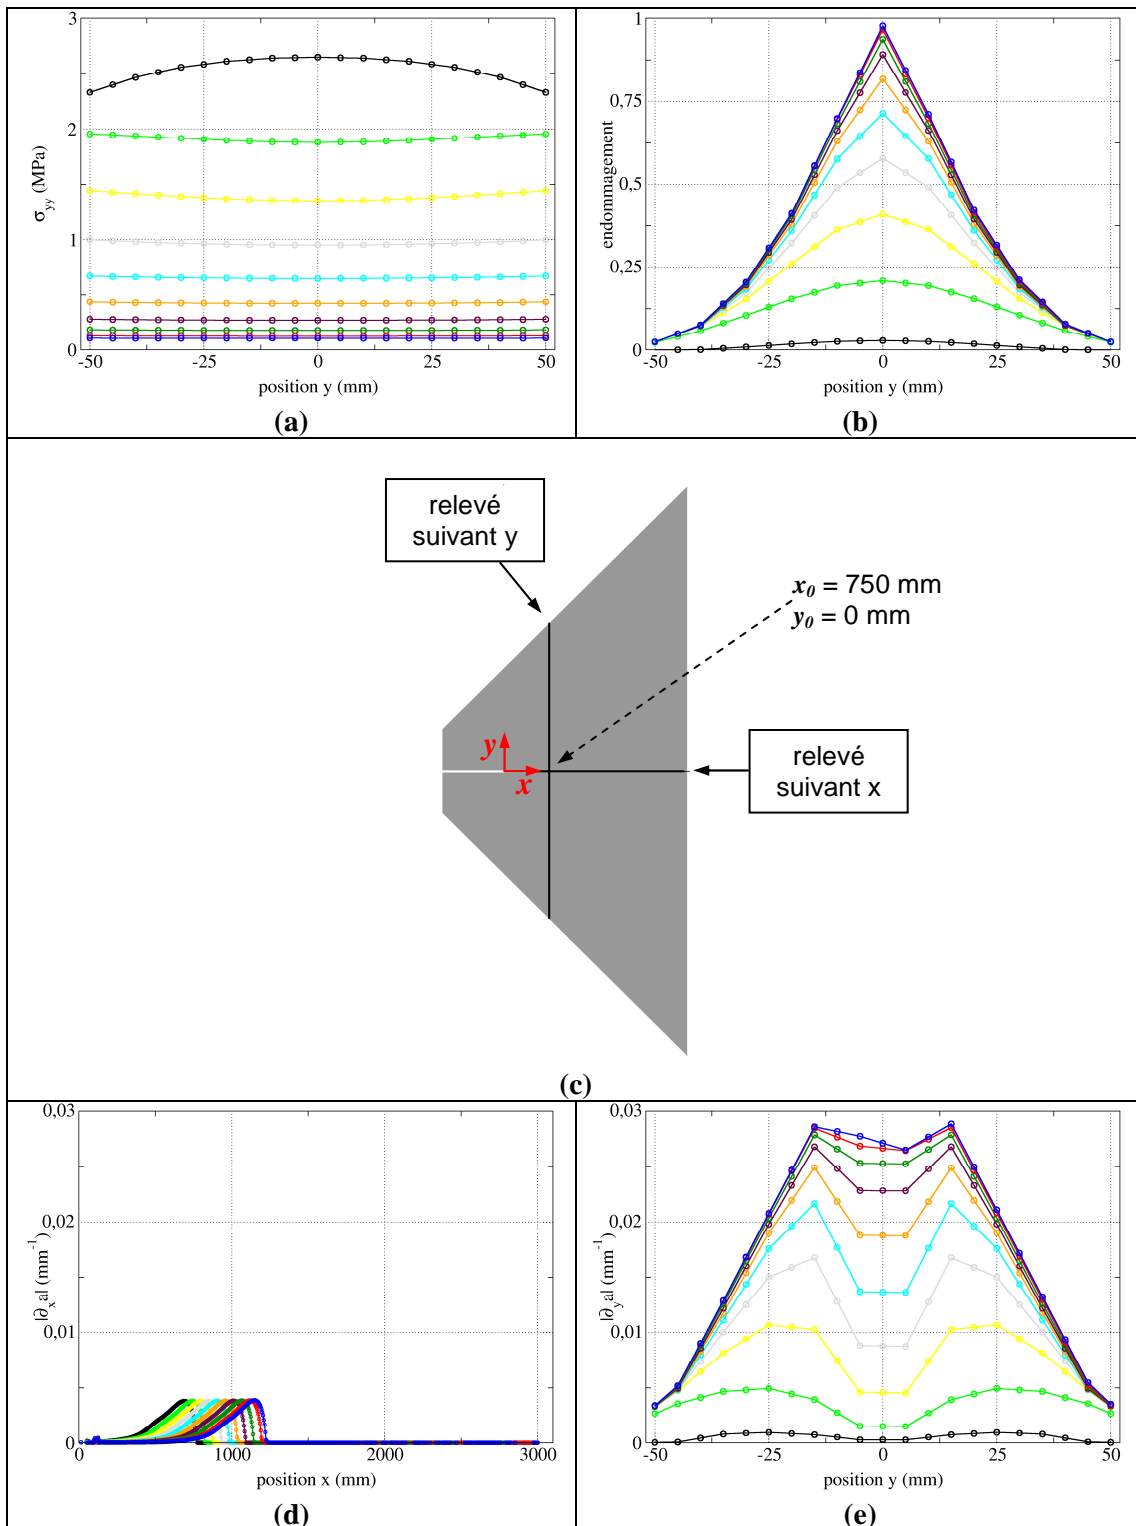 3
2
1
0
-50
-25
0
25
50
σyy (MPa)
position y (mm)
(a)
1
0,75
0,5
0,25
0
-50
-25
0
25
50
endommagement
position y (mm)
(b)
relevé
suivant y
x0 = 750 mm
y0 = 0 mm
y
x
relevé
suivant x
(c)
0,03
0,02
0,01
0
0
1000
2000
3000
|∂xa| (mm-1)
position x (mm)
(d)
0,03
0,02
0,01
0
-50
-25
0
25
50
|∂ya| (mm-1)
position y (mm)
(e)